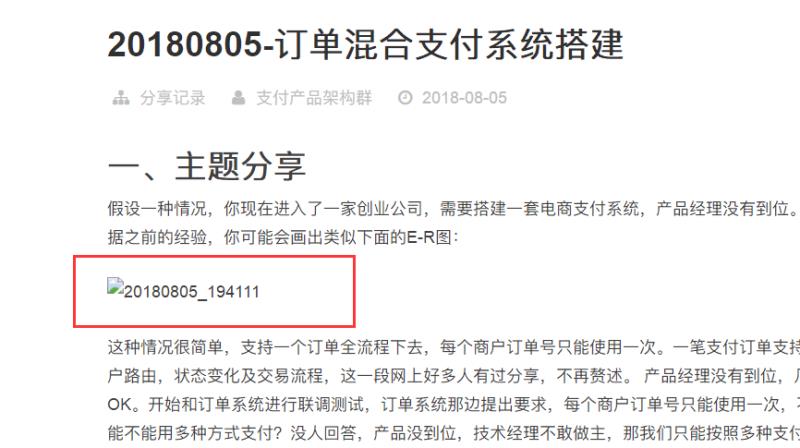 20180805-订单混合支付系统搭建
分享记录 支付产品架构群 2018-08-05
一、主题分享
假设一种情况，你现在进入了一家创业公司，需要搭建一套电商支付系统，产品经理没有到位。
据之前的经验，你可能会画出类似下面的E-R图：
20180805_194111
这种情况很简单，支持一个订单全流程下去，每个商户订单号只能使用一次。一笔支付订单支持
户路由，状态变化及交易流程，这一段网上好多人有过分享，不再赘述。 产品经理没有到位，
OK。开始和订单系统进行联调测试，订单系统那边提出要求，每个商户订单号只能使用一次，
能不能用多种方式支付？没人回答，产品没到位，技术经理不敢做主，那我们只能按照多种支付